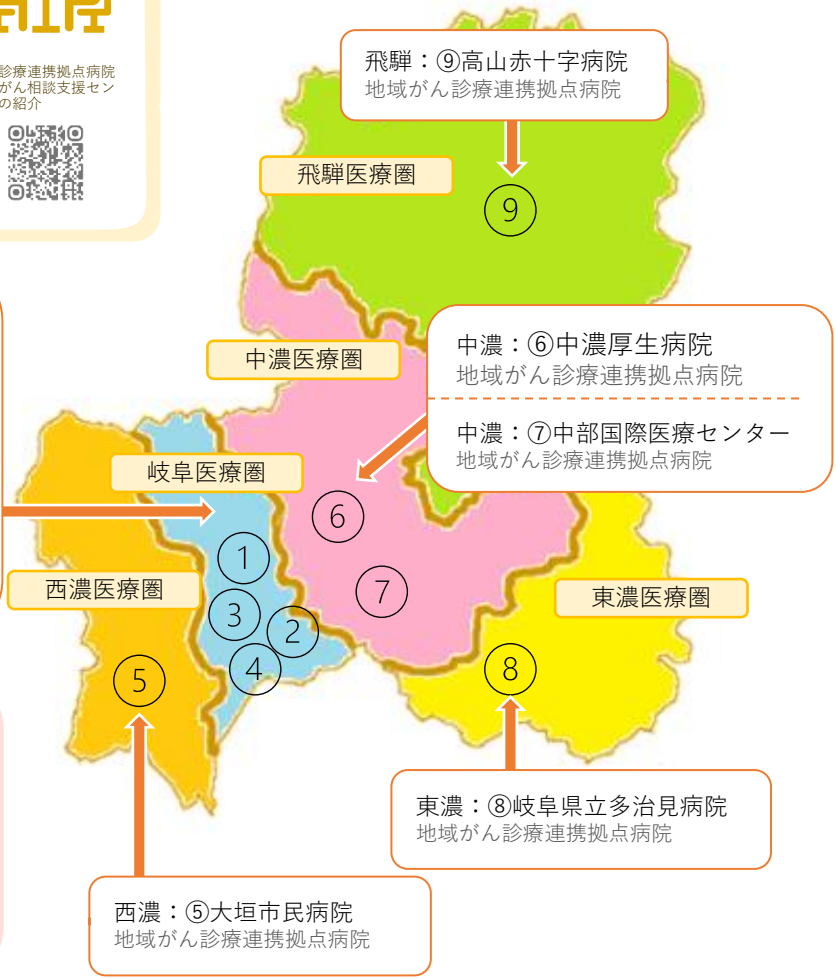 診療連携拠点病院
がん相談支援セン
の紹介
飛騨：⑨高山赤十字病院
地域がん診療連携拠点病院
飛騨医療圏
⑨
中濃医療圏
中濃：⑥中濃厚生病院
地域がん診療連携拠点病院
中濃：⑦中部国際医療センター
地域がん診療連携拠点病院
岐阜医療圏
⑥
①
西濃医療圏
⑦
東濃医療圏
③
②
④
⑤
⑧
東濃：⑧岐阜県立多治見病院
地域がん診療連携拠点病院
西濃：⑤大垣市民病院
地域がん診療連携拠点病院